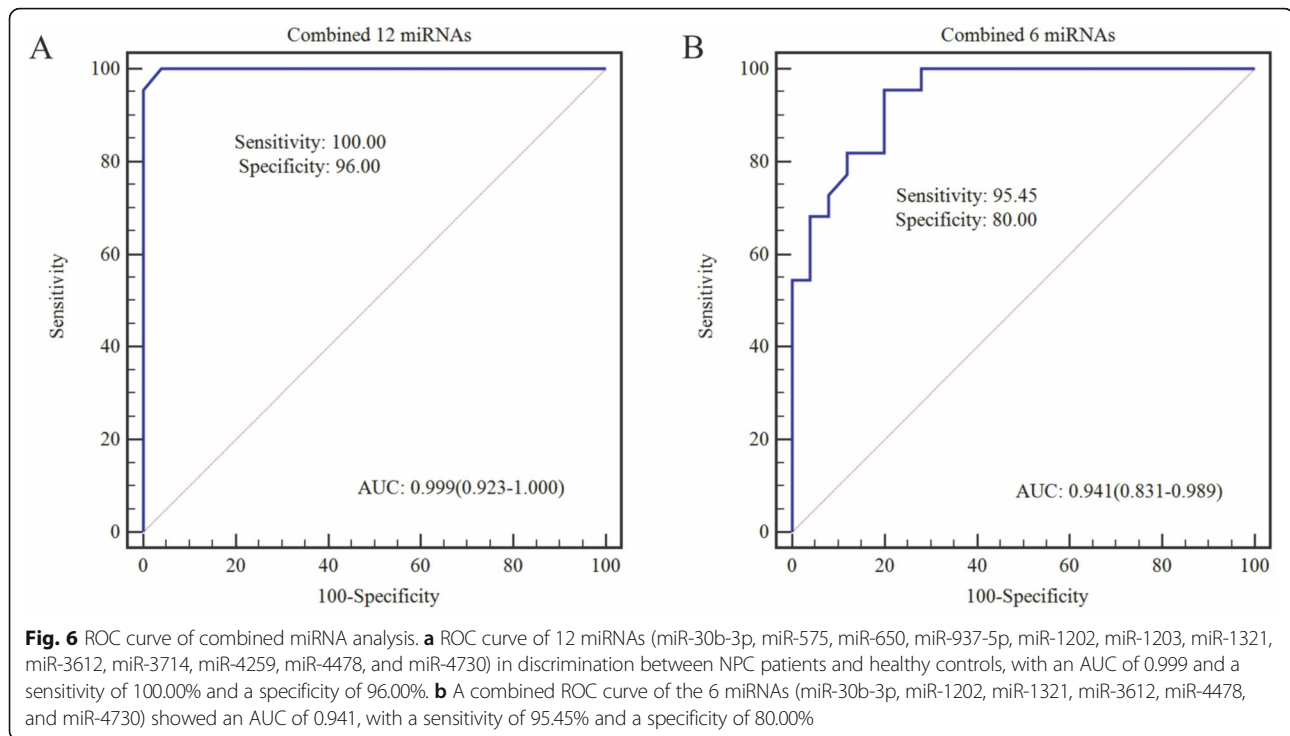 A
Combined 12 miRNAs
100
80
60
40
20
0
Sensitivity
Sensitivity: 100.00
Specificity: 96.00
AUC: 0.999(0.923-1.000)
0 20 40 60 80 100
100-Specificity
B
Combined 6 miRNAs
100
80
60
40
20
0
Sensitivity
Sensitivity: 95.45
Specificity: 80.00
AUC: 0.941(0.831-0.989)
0 20 40 60 80 100
100-Specificity
Fig. 6 ROC curve of combined miRNA analysis. a ROC curve of 12 miRNAs (miR-30b-3p, miR-575, miR-650, miR-937-5p, miR-1202, miR-1203, miR-1321,
miR-3612, miR-3714, miR-4259, miR-4478, and miR-4730) in discrimination between NPC patients and healthy controls, with an AUC of 0.999 and a
sensitivity of 100.00% and a specificity of 96.00%. b A combined ROC curve of the 6 miRNAs (miR-30b-3p, miR-1202, miR-1321, miR-3612, miR-4478,
and miR-4730) showed an AUC of 0.941, with a sensitivity of 95.45% and a specificity of 80.00%